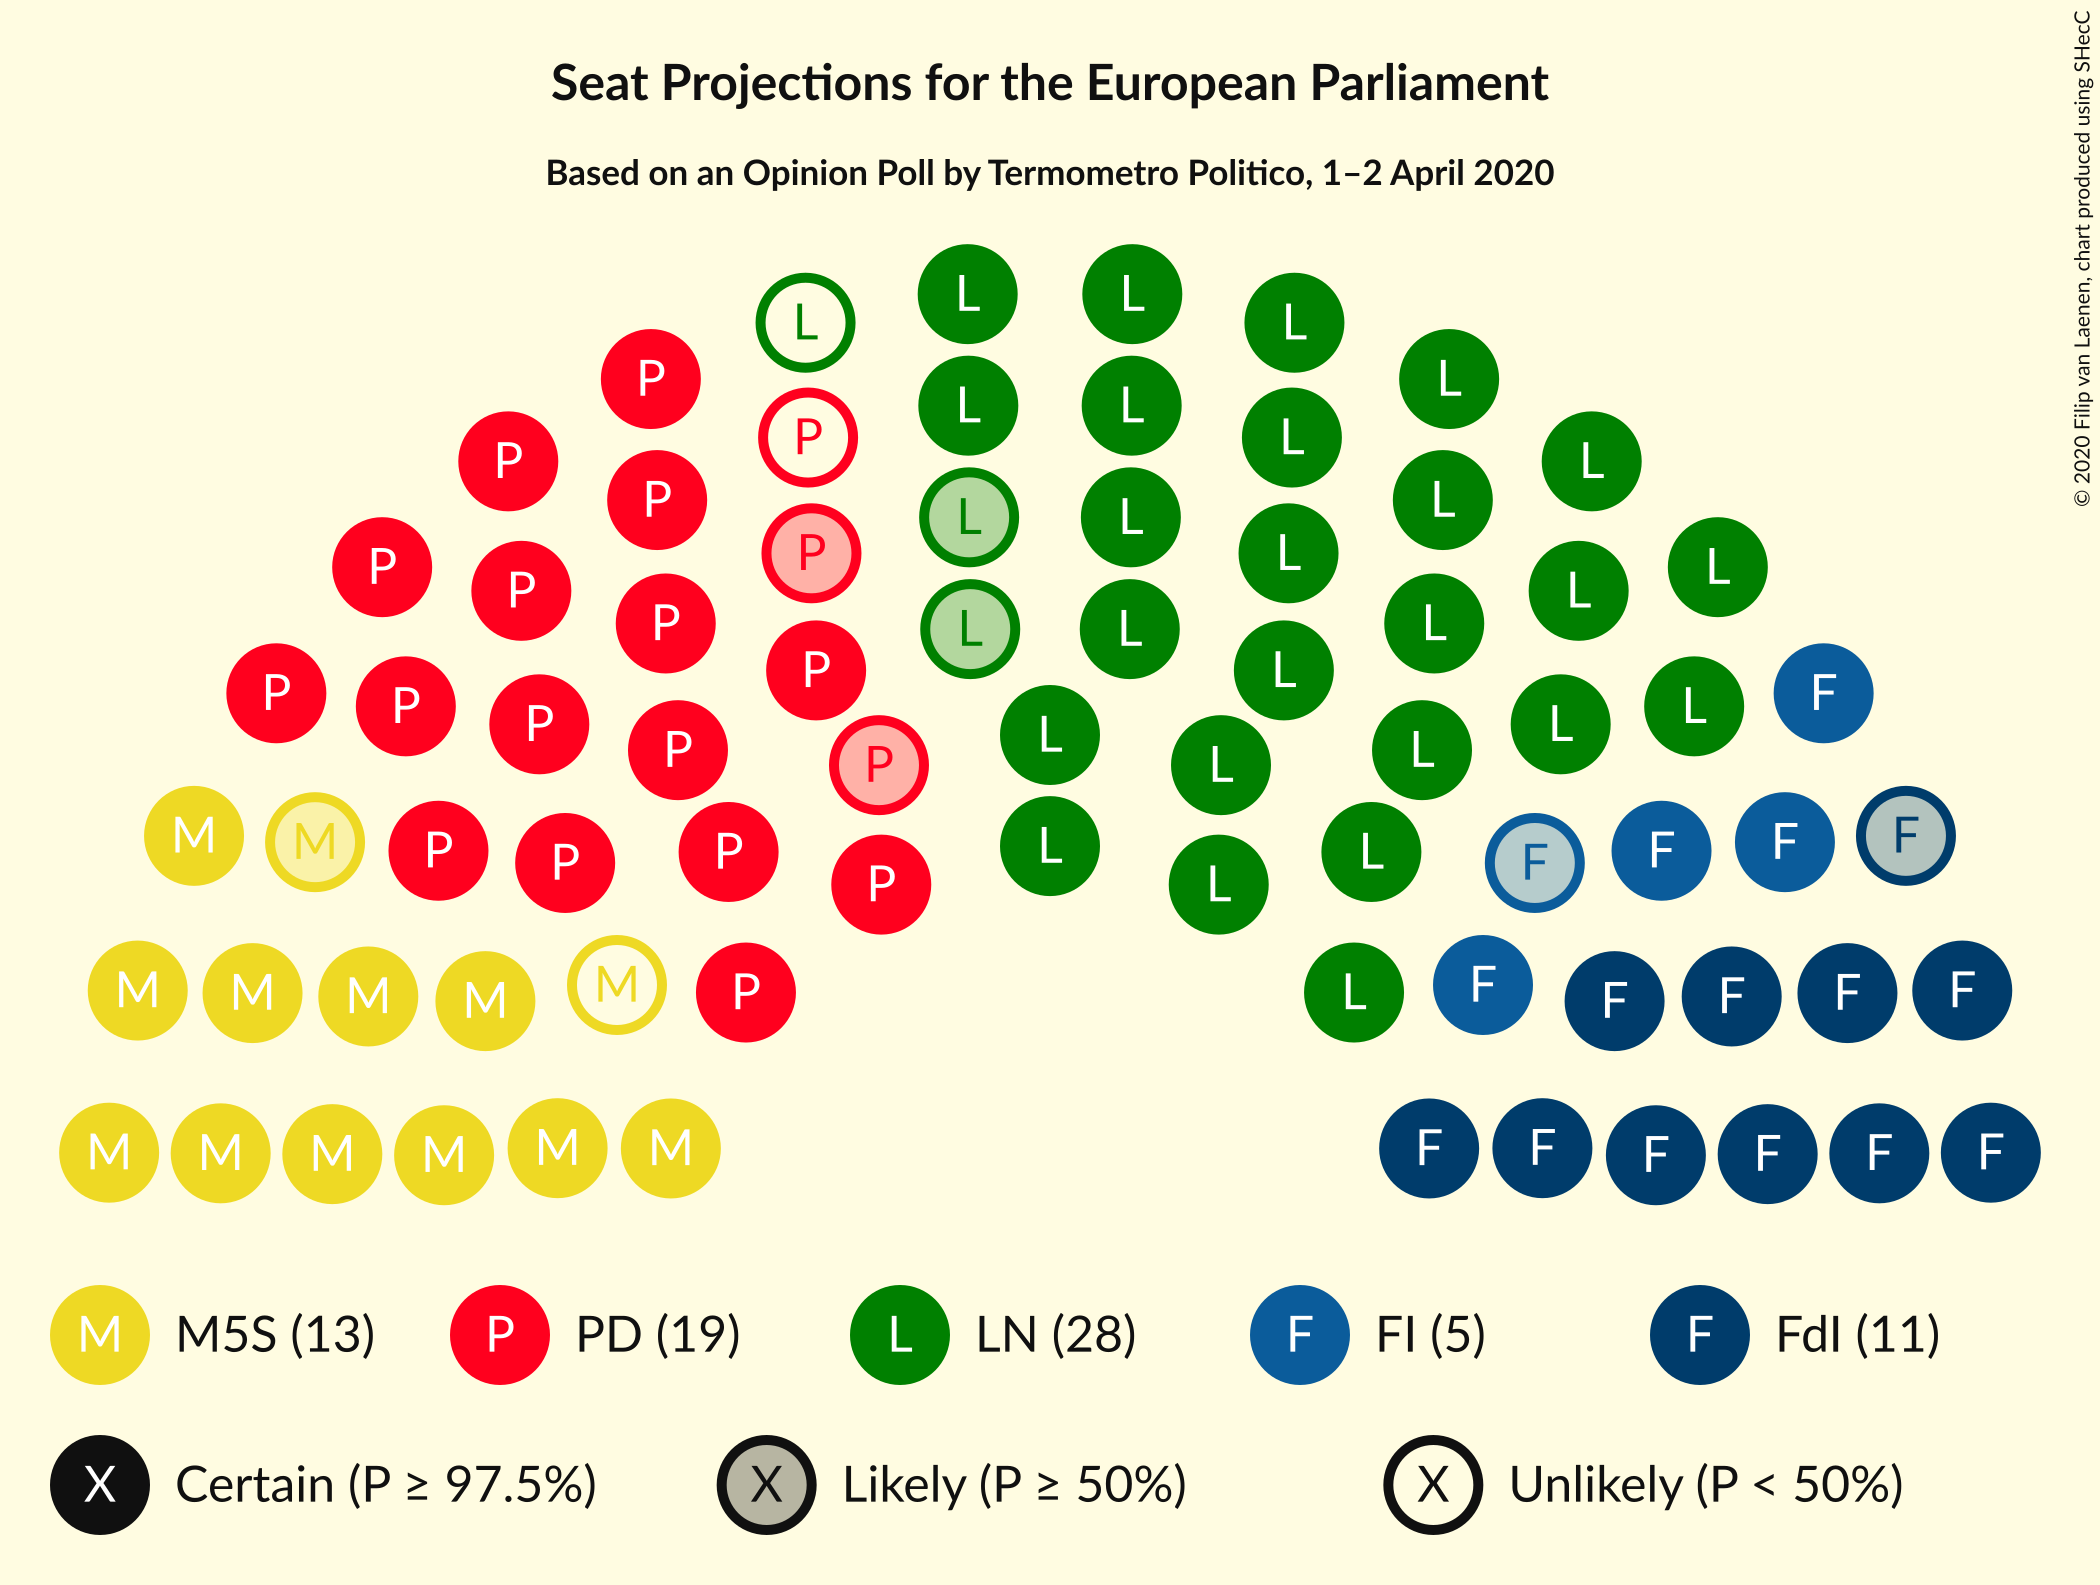 Seat Projections for the European Parliament
Based on an Opinion Poll by Termometro Politico, 1–2 April 2020
© 2020 Filip van Laenen, chart produced using SHecC
L L L L
P L
P P L L L L
P L
P P L L L L
P L
P P L L L L
P P L L
P P P P L L L L F
P L L
M M P P P P L L L F F F F
M M M M M P L F F F F F
M M M M M M F F F F F F
M M5S (13) P PD (19) L LN (28) F FI (5) F FdI (11)
X Certain (P ≥ 97.5%) X Likely (P ≥ 50%) X Unlikely (P < 50%)